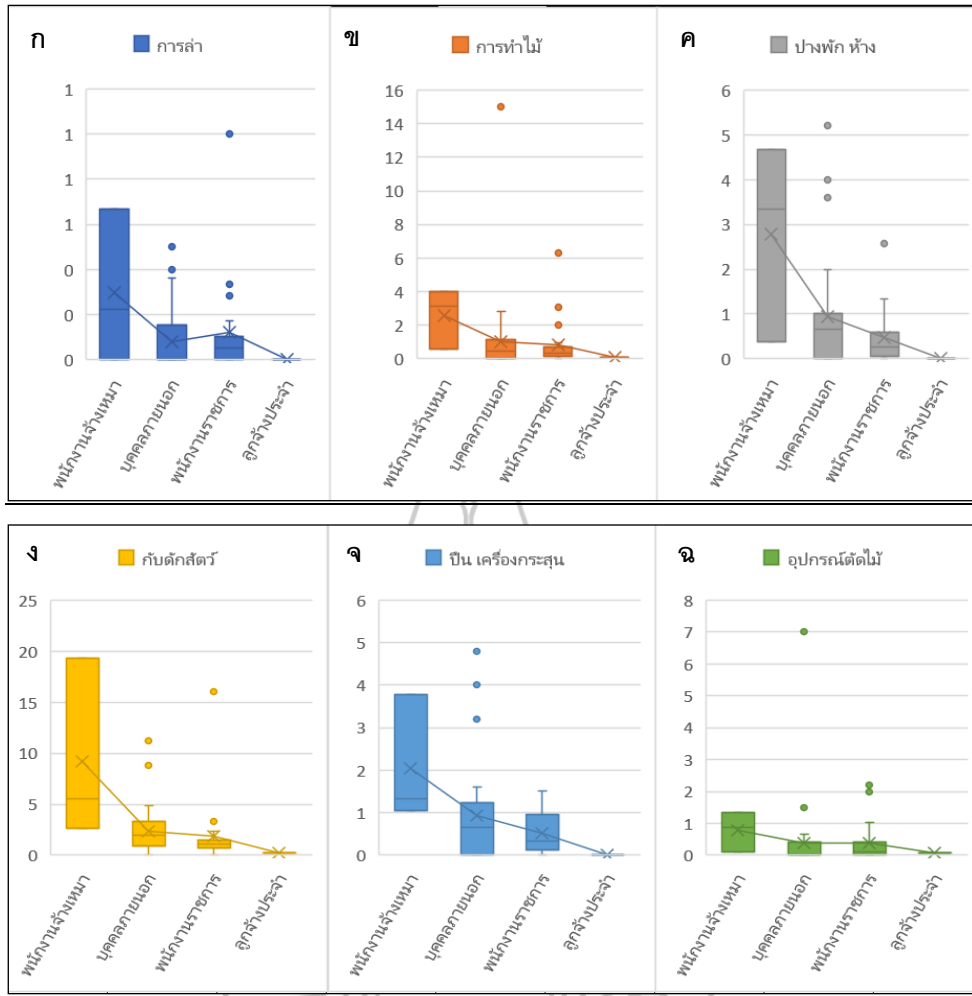 ก
การล่า
1
1
1
1
0
0
0
พนักงานจ้างเหมา
บุคคลภายนอก
พนักงานราชการ
ลูกจ้างประจำ
ข
การทำไม้
16
14
12
10
8
6
4
2
0
พนักงานจ้างเหมา
บุคคลภายนอก
พนักงานราชการ
ลูกจ้างประจำ
ค
ปางพัก ห้าง
6
5
4
3
2
1
0
พนักงานจ้างเหมา
บุคคลภายนอก
พนักงานราชการ
ลูกจ้างประจำ
ง
กับดักสัตว์
25
20
15
10
5
0
พนักงานจ้างเหมา
บุคคลภายนอก
พนักงานราชการ
ลูกจ้างประจำ
จ
ปืน เครื่องกระสุน
6
5
4
3
2
1
0
พนักงานจ้างเหมา
บุคคลภายนอก
พนักงานราชการ
ลูกจ้างประจำ
ฉ
อุปกรณ์ตัดไม้
8
7
6
5
4
3
2
1
0
พนักงานจ้างเหมา
บุคคลภายนอก
พนักงานราชการ
ลูกจ้างประจำ